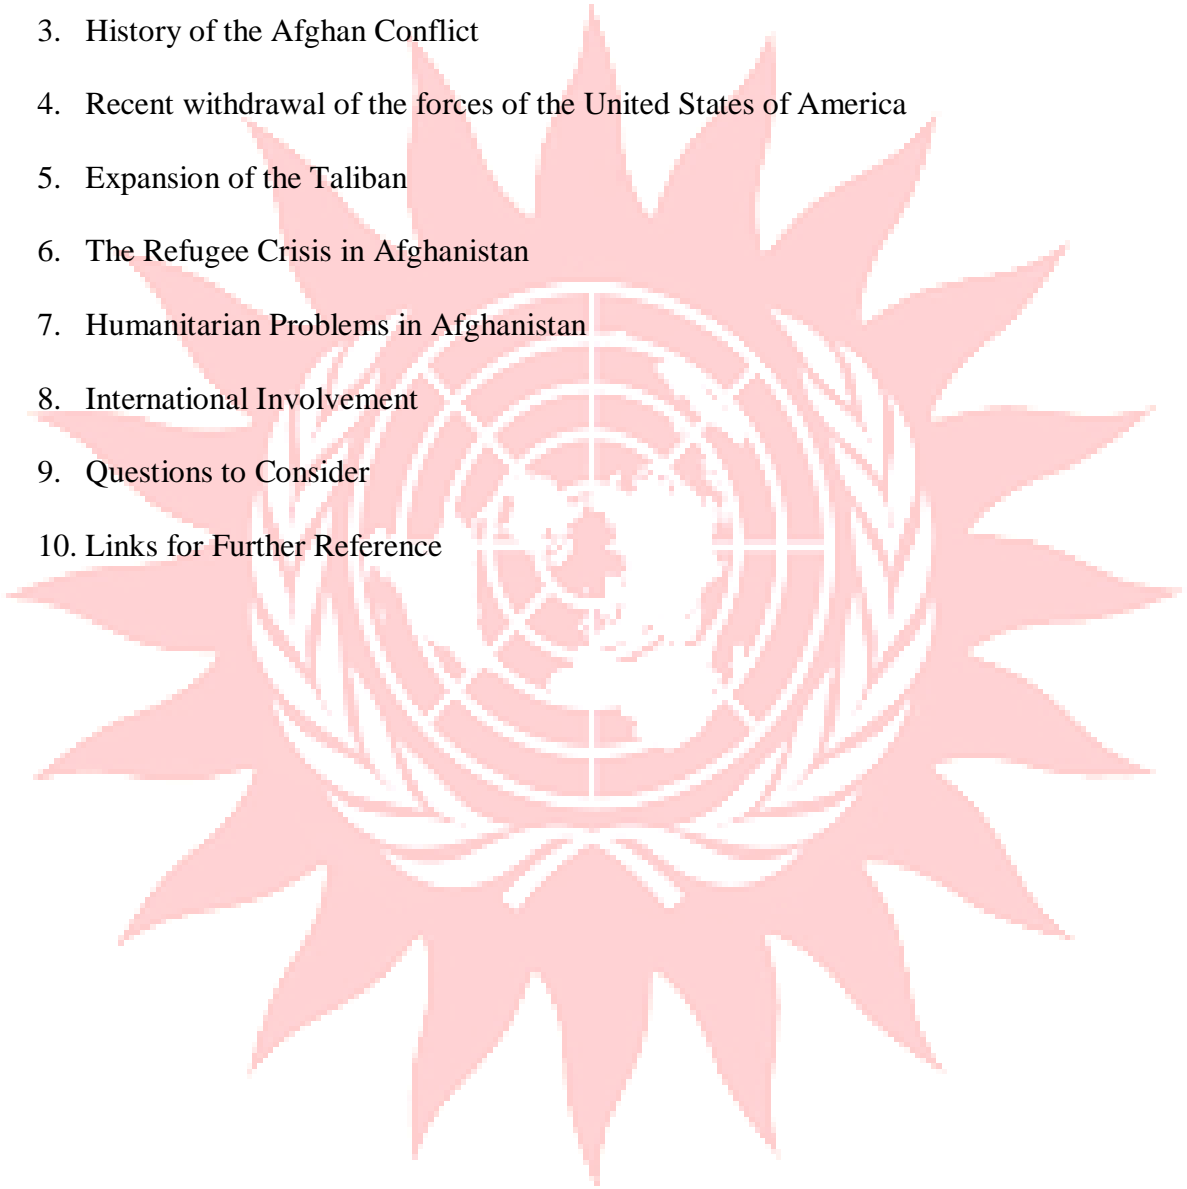 3. History of the Afghan Conflict
4. Recent withdrawal of the forces of the United States of America
5. Expansion of the Taliban
6. The Refugee Crisis in Afghanistan
7. Humanitarian Problems in Afghanistan
8. International Involvement
9. Questions to Consider
10. Links for Further Reference